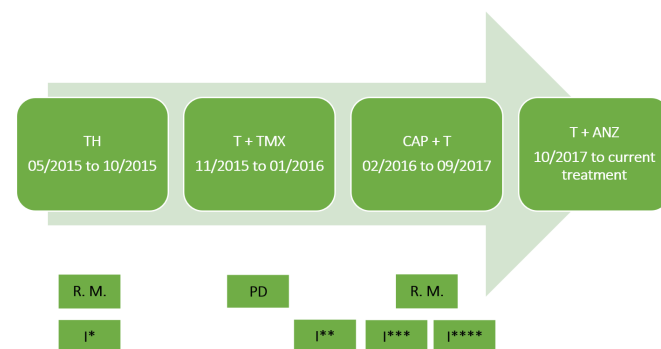 TH
05/2015 to 10/2015
T + TMX
11/2015 to 01/2016
CAP + T
02/2016 to 09/2017
T + ANZ
10/2017 to current
treatment
R. M.
PD
R. M.
I*
I**
I***
I****